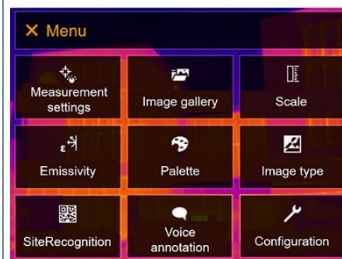 Menu
Measurement
settings
Image gallery
Scale
Emissivity
Palette
Image type
SiteRecognition
Voice
annotation
Configuration